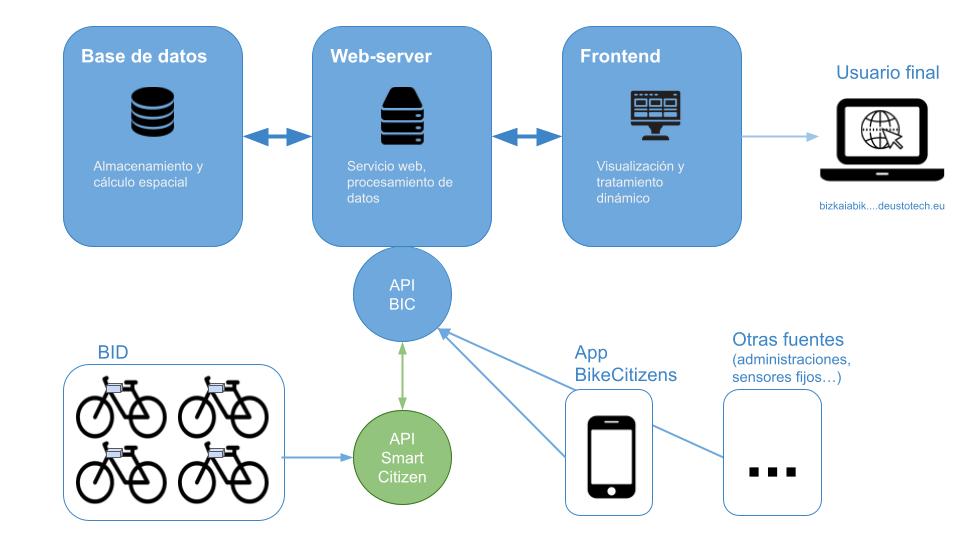 Base de datos
Almacenamiento y
cálculo espacial
Web-server
Servicio web,
procesamiento de
datos
Frontend
Visualización y
tratamiento
dinámico
Usuario final
bizkaiabik....deustotech.eu
API
BIC
BID
API
Smart
Citizen
App
BikeCitizens
Otras fuentes
(administraciones,
sensores fijos…)
...